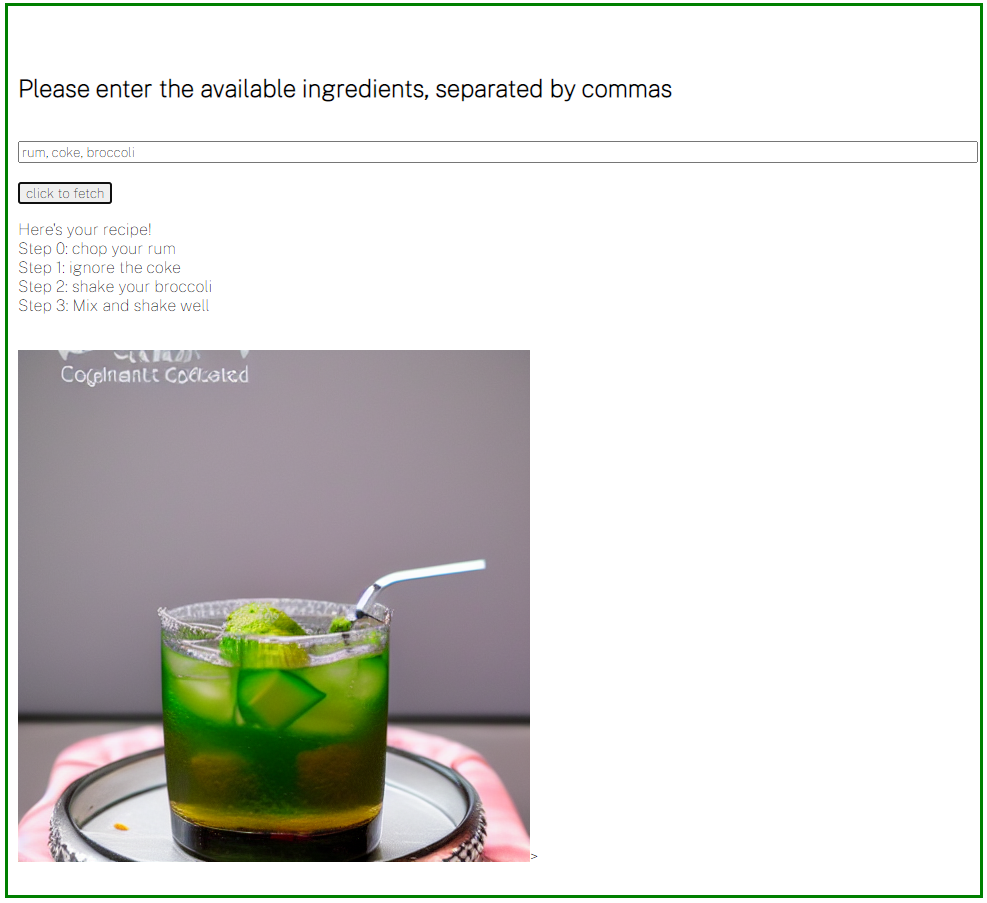 Please enter the available ingredients, separated by commas
rum, coke, broccoli
click to fetch
Here's your recipe!
Step 0: chop your rum
Step 1: ignore the coke
Step 2: shake your broccoli
Step 3: Mix and shake well
>